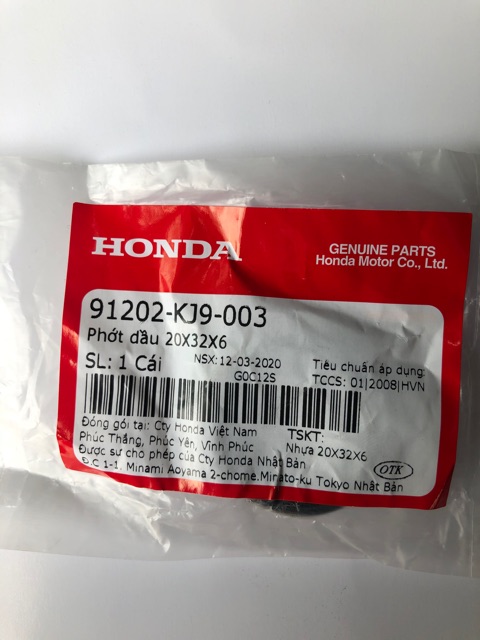 HONDA
GENUINE PARTS
Honda Motor Co., Ltd.
91202-KJ9-003
Phớt dầu 20X32X6
SL: 1 Cái
NSX:12-03-2020
G0C12S
Tiêu chuẩn áp dụng:
TCCS: 01|2008|HVN
Đóng gói tại: Cty Honda Việt Nam
Phúc Thắng, Phúc Yên, Vĩnh Phúc
Được sự cho phép của Cty Honda Nhật Bản
Đ.C 1-1, Minami Aoyama 2-chome,Minato-ku Tokyo Nhật Bản
TSKT:
Nhựa 20X32X6
OTK